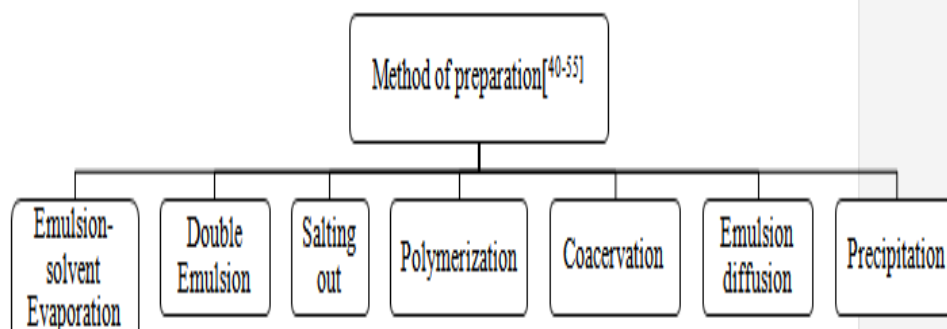 Method of preparation[40-55]
Emulsion-
solvent
Evaporation
Double
Emulsion
Salting
out
Polymerization
Coacervation
Emulsion
diffusion
Precipitation